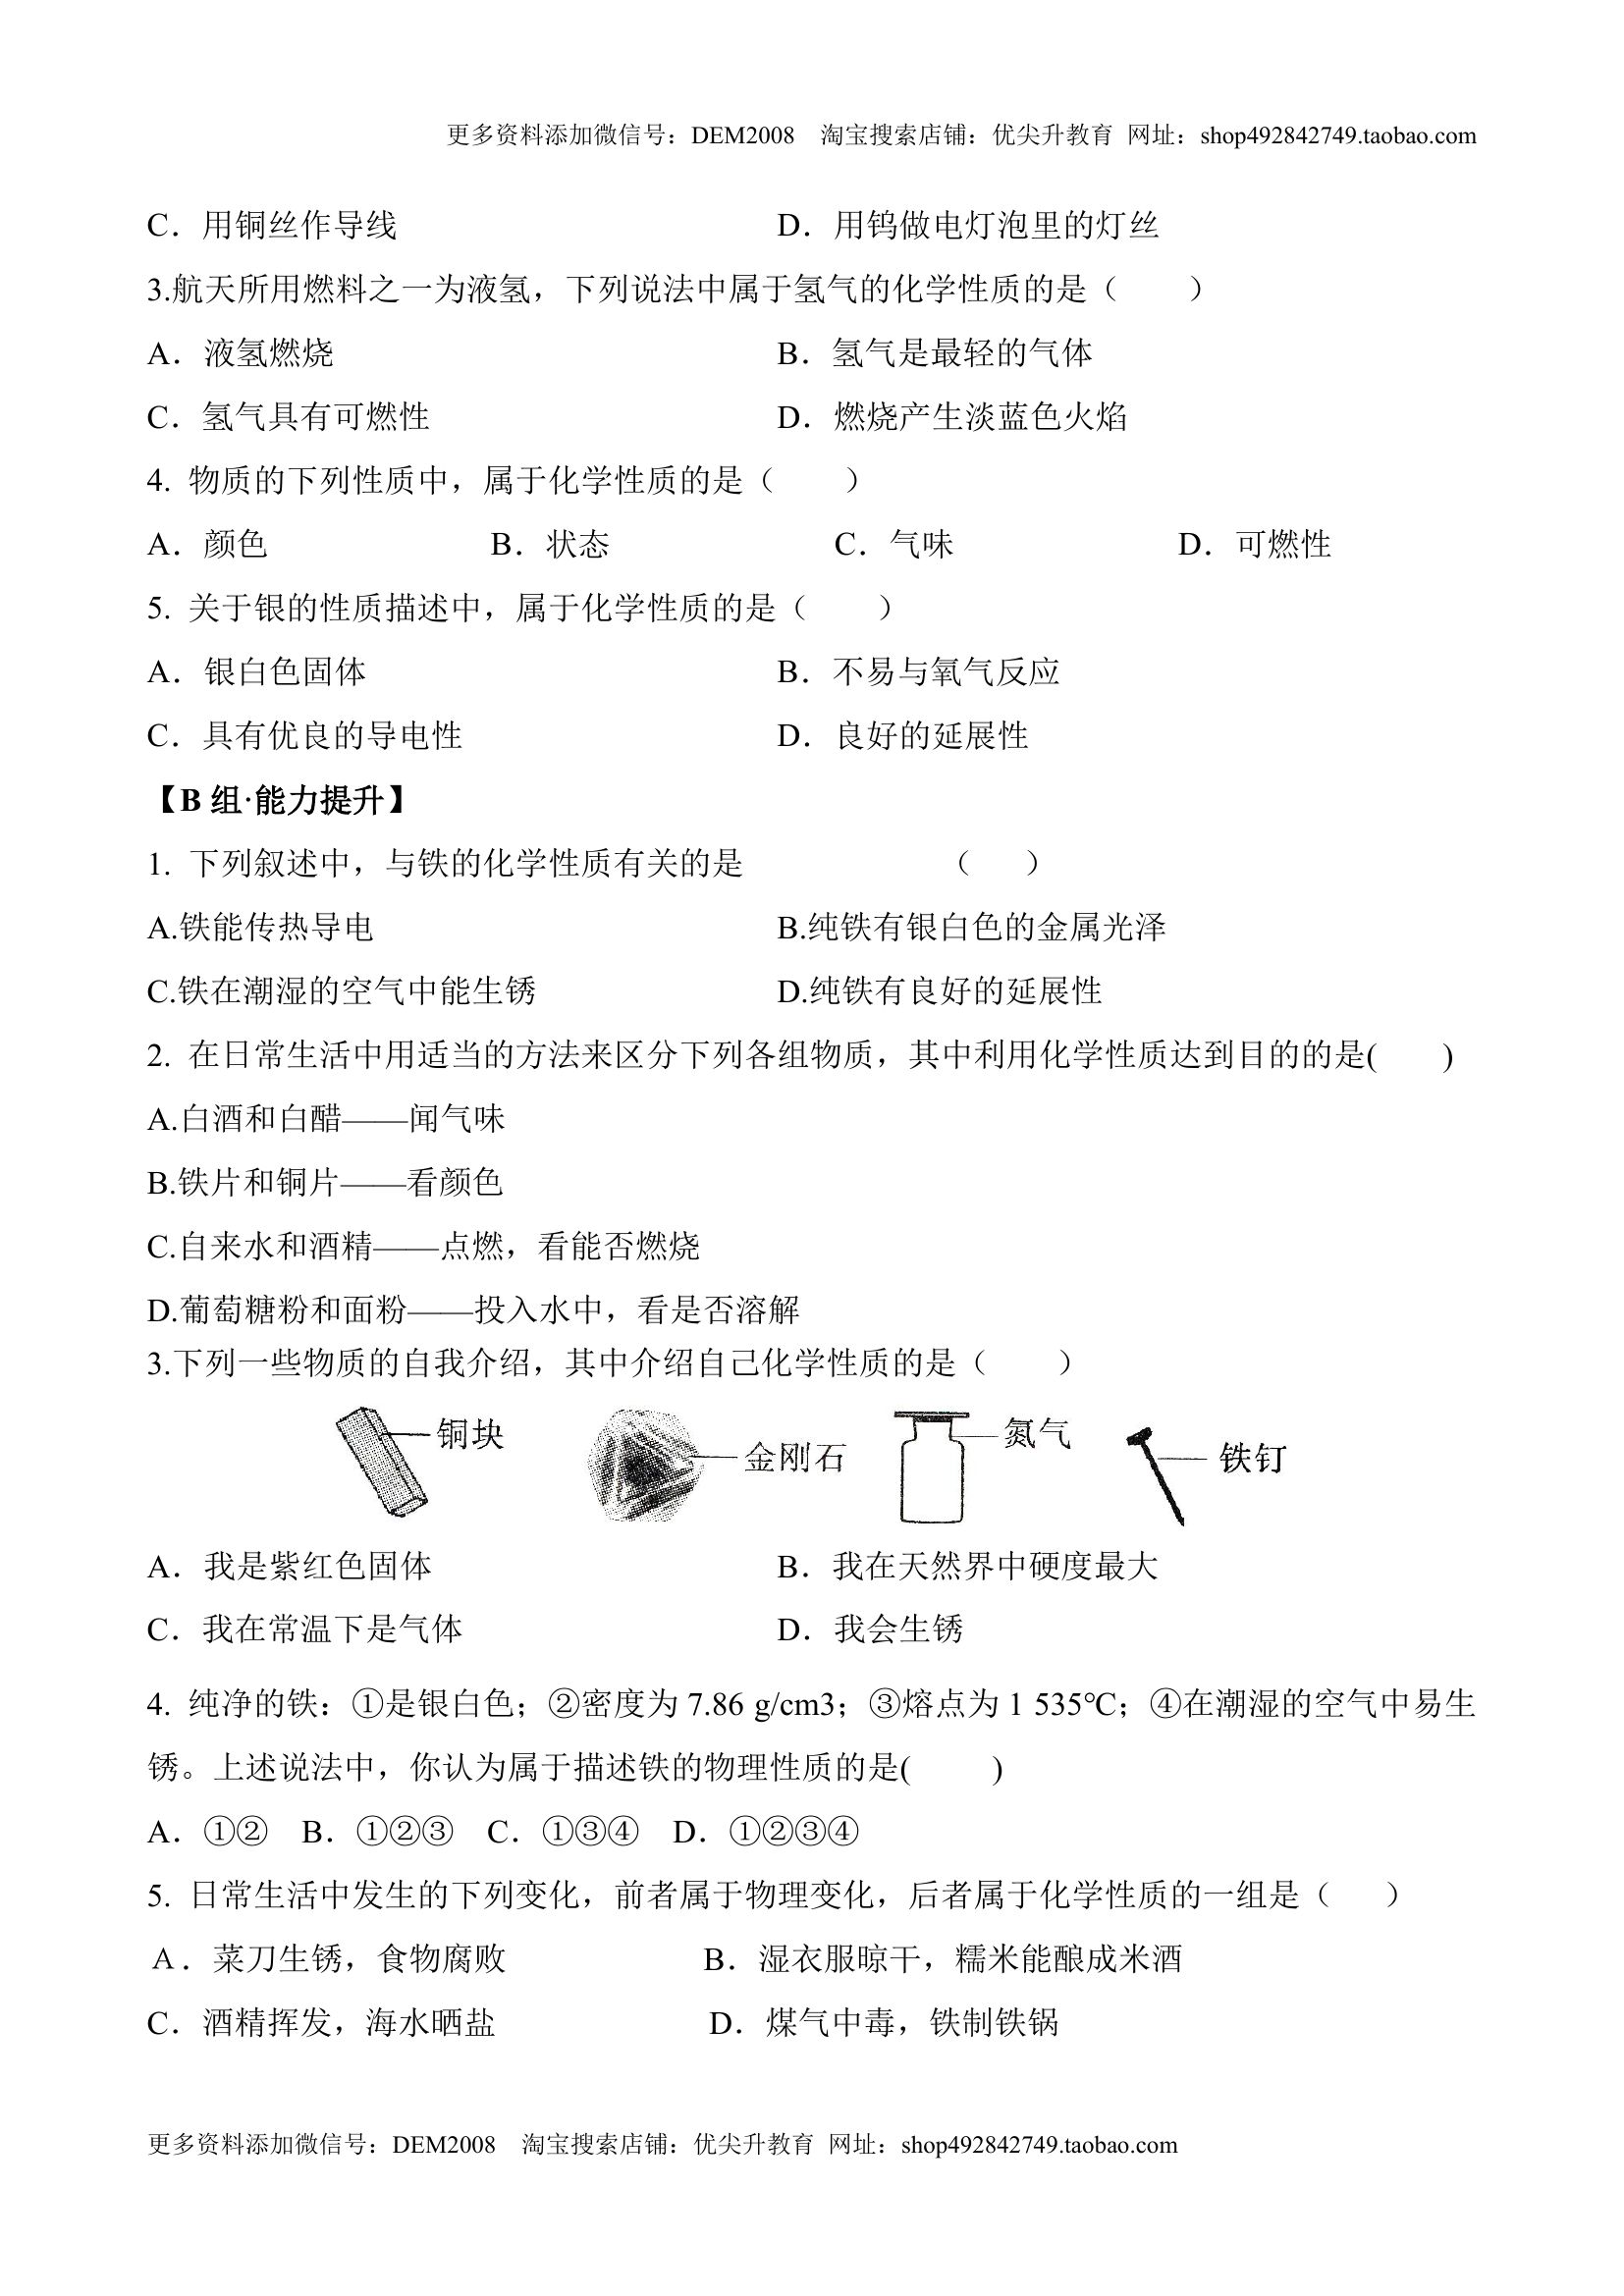 更多资料添加微信号：DEM2008 淘宝搜索店铺：优尖升教育 网址：shop492842749.taobao.com
C．用铜丝作导线 D．用钨做电灯泡里的灯丝
3.航天所用燃料之一为液氢，下列说法中属于氢气的化学性质的是（ ）
A．液氢燃烧 B．氢气是最轻的气体
C．氢气具有可燃性 D．燃烧产生淡蓝色火焰
4. 物质的下列性质中，属于化学性质的是（ ）
A．颜色 B．状态 C．气味 D．可燃性
5. 关于银的性质描述中，属于化学性质的是（ ）
A．银白色固体 B．不易与氧气反应
C．具有优良的导电性 D．良好的延展性
【B 组·能力提升】
1. 下列叙述中，与铁的化学性质有关的是 （ ）
A.铁能传热导电 B.纯铁有银白色的金属光泽
C.铁在潮湿的空气中能生锈 D.纯铁有良好的延展性
2. 在日常生活中用适当的方法来区分下列各组物质，其中利用化学性质达到目的的是( )
A.白酒和白醋——闻气味
B.铁片和铜片——看颜色
C.自来水和酒精——点燃，看能否燃烧
D.葡萄糖粉和面粉——投入水中，看是否溶解
3.下列一些物质的自我介绍，其中介绍自己化学性质的是（ ）
铜块 金刚石 氮气 铁钉
A．我是紫红色固体 B．我在天然界中硬度最大
C．我在常温下是气体 D．我会生锈
4. 纯净的铁：①是银白色；②密度为 7.86 g/cm3；③熔点为 1 535℃；④在潮湿的空气中易生
锈。上述说法中，你认为属于描述铁的物理性质的是( )
A．①② B．①②③ C．①③④ D．①②③④
5. 日常生活中发生的下列变化，前者属于物理变化，后者属于化学性质的一组是（ ）
A．菜刀生锈，食物腐败 B．湿衣服晾干，糯米能酿成米酒
C．酒精挥发，海水晒盐 D．煤气中毒，铁制铁锅
更多资料添加微信号：DEM2008 淘宝搜索店铺：优尖升教育 网址：shop492842749.taobao.com